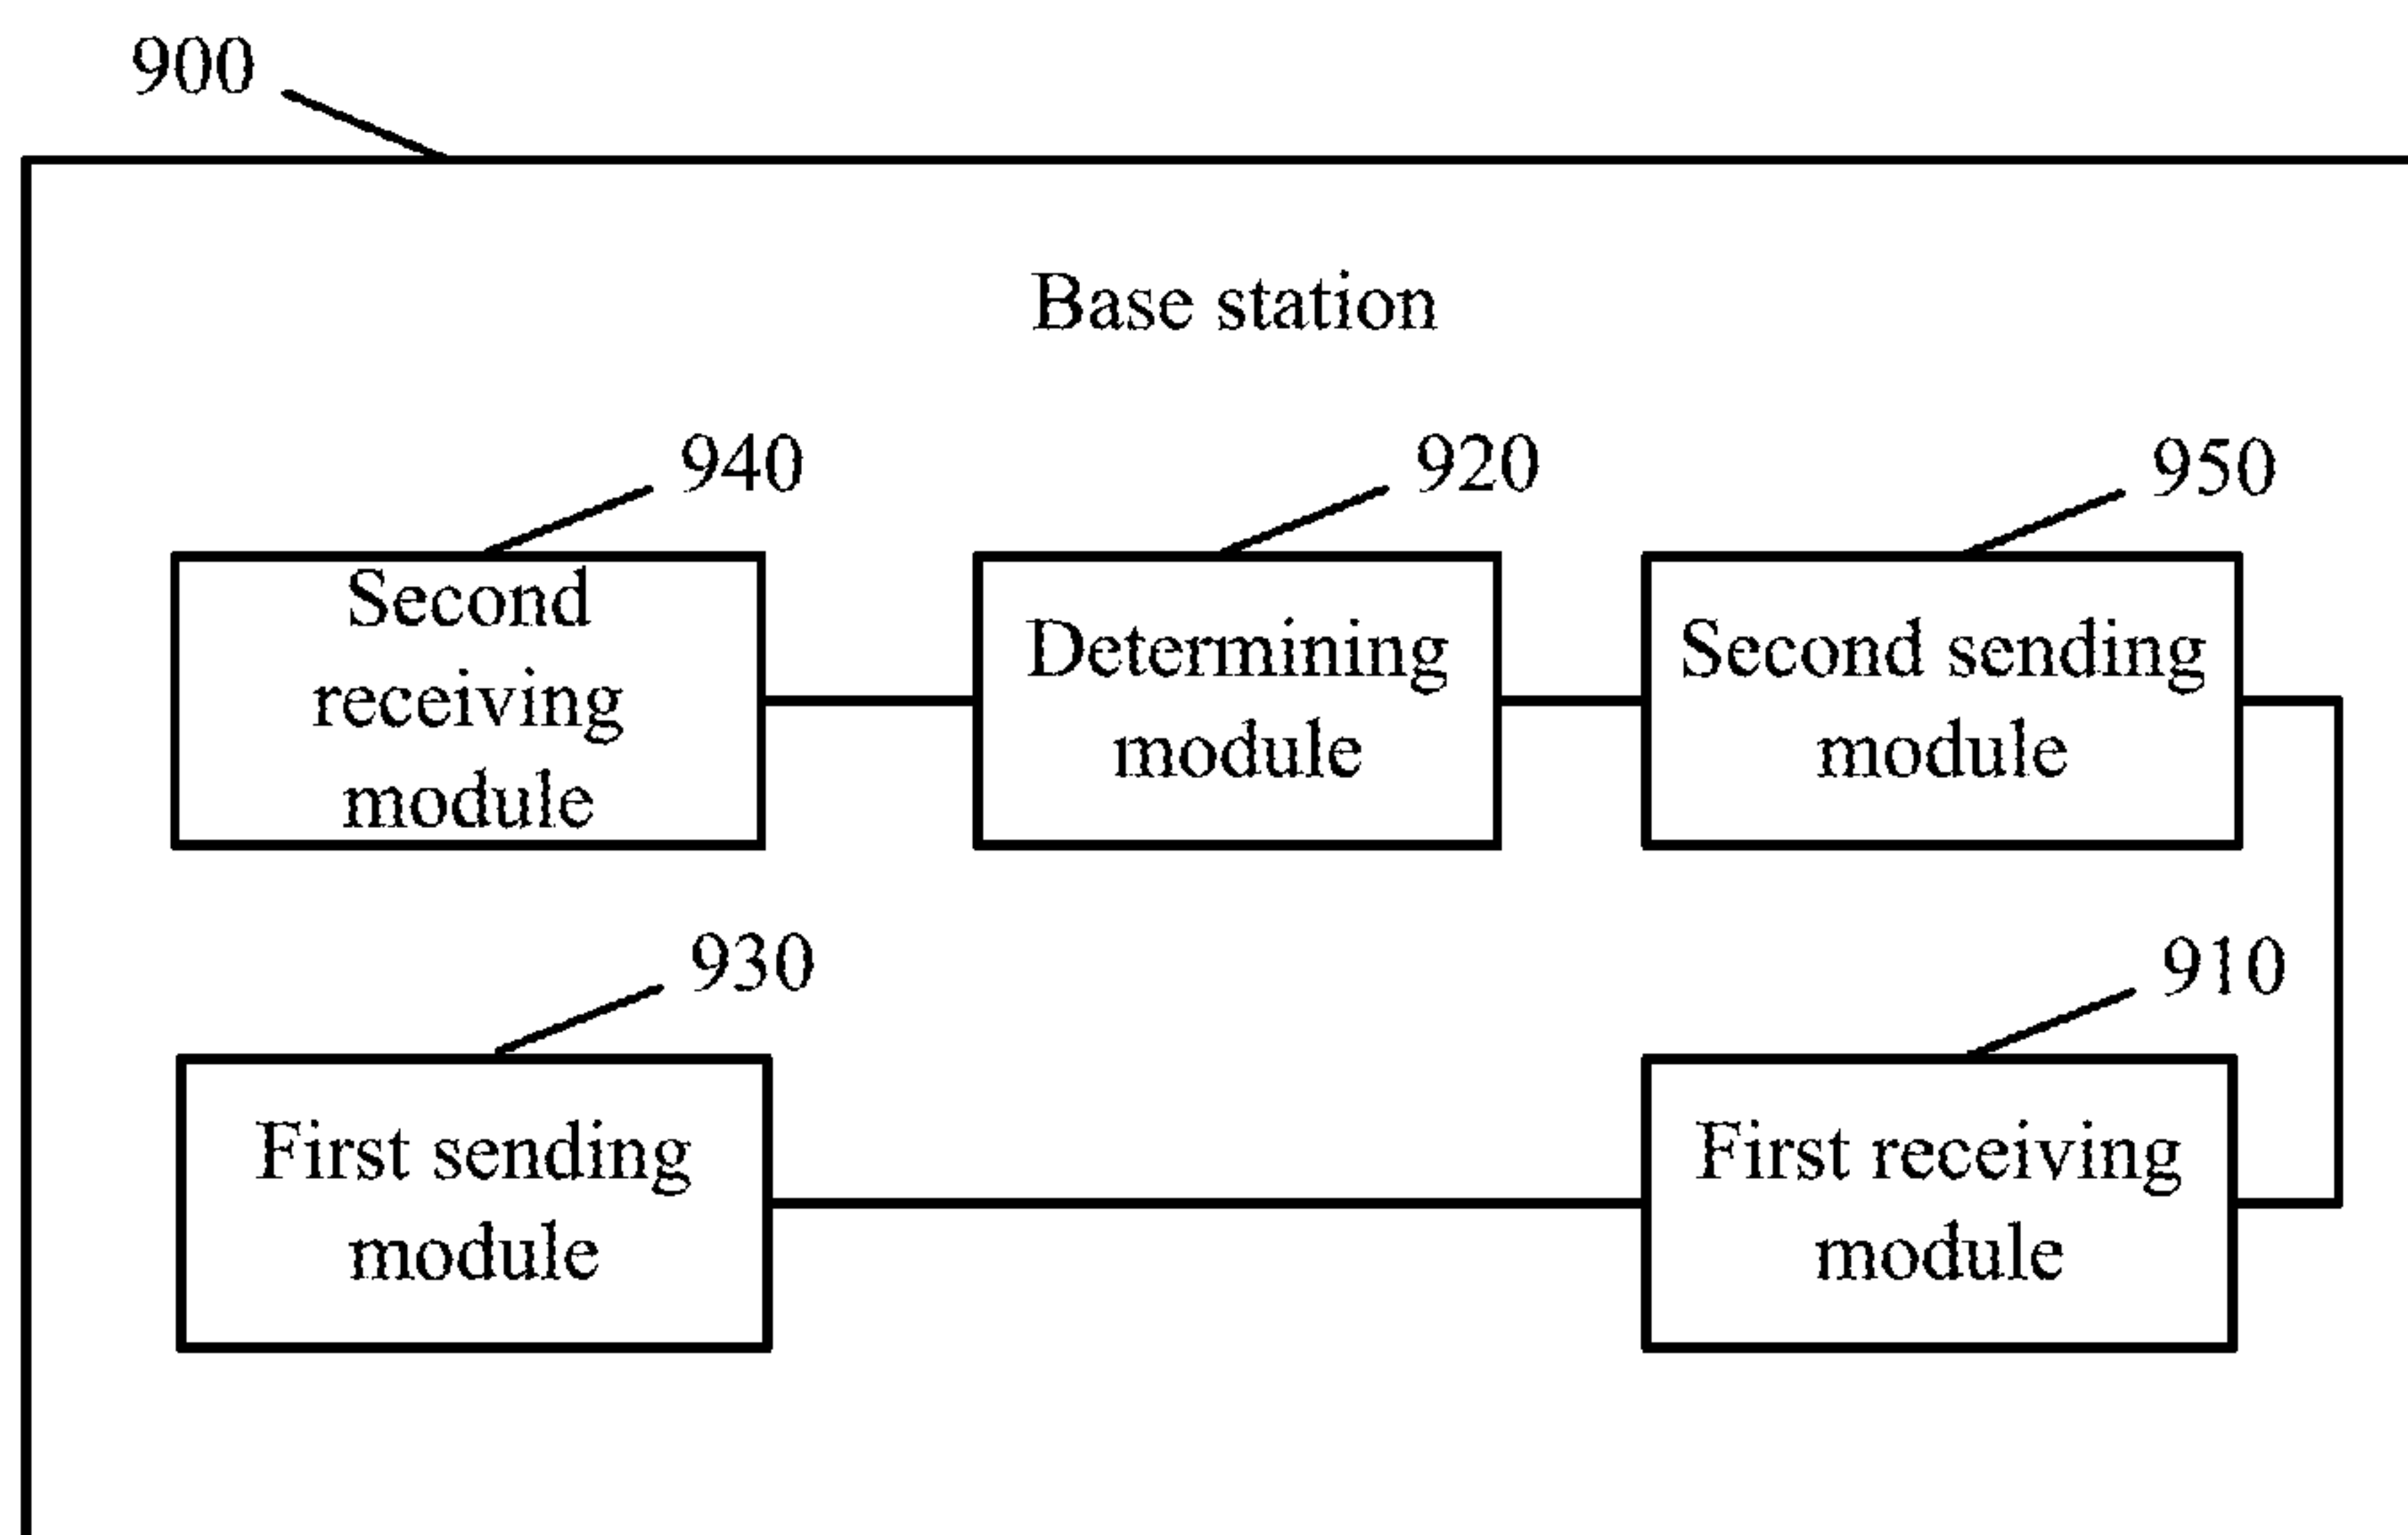 900
Base station
940
920
950
Second
receiving
module
Determining
module
Second sending
module
930
910
First sending
module
First receiving
module